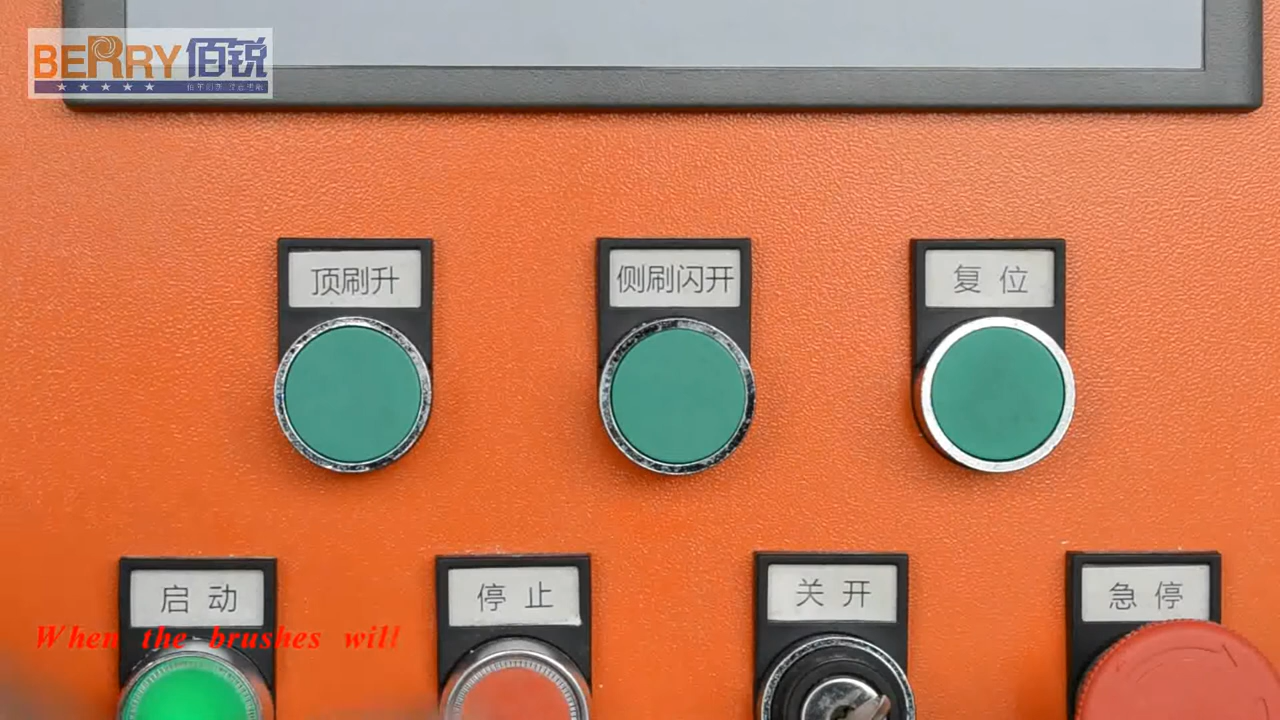 BERRY佰锐
顶刷升
侧刷闪开
复 位
启 动
停 止
关 开
急 停
When the brushes will